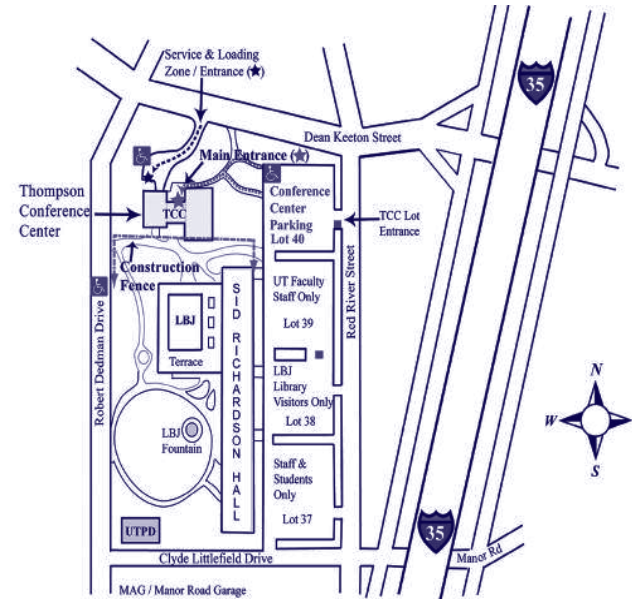 Service & Loading
Zone / Entrance (★)
35
Dean Keeton Street
Main Entrance (★)
Thompson
Conference
Center
TCC
Conference
Center
Parking
Lot 40
TCC Lot
Entrance
Construction
Fence
UT Faculty
Staff Only
Lot 39
Red River Street
Robert Dedman Drive
LBJ
Terrace
SID RICHARDSON HALL
LBJ
Library
Visitors Only
Lot 38
N
W
E
S
LBJ
Fountain
Staff &
Students
Only
Lot 37
UTPD
35
Clyde Littlefield Drive
Manor Rd
MAG / Manor Road Garage